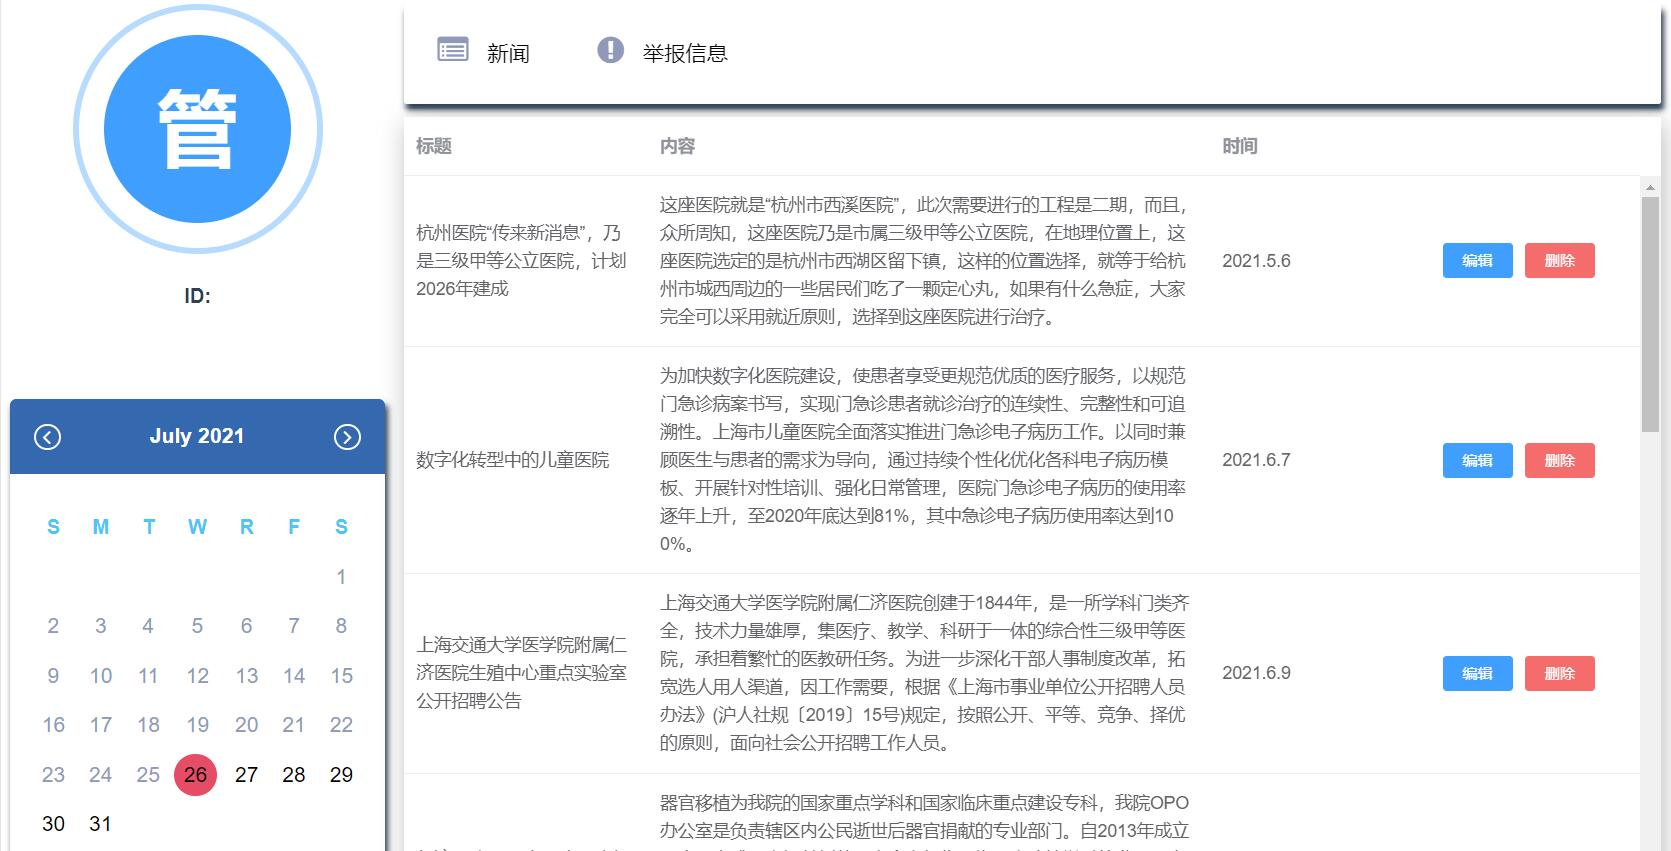 管
ID:
July 2021
S M T W R F S
1
2 3 4 5 6 7 8
9 10 11 12 13 14 15
16 17 18 19 20 21 22
23 24 25 26 27 28 29
30 31
新闻 举报信息
标题 内容 时间
杭州医院“传来新消息”，乃
是三级甲等公立医院，计划
2026年建成
这座医院就是“杭州市西溪医院”，此次需要进行的工程是二期，而且，
众所周知，这座医院乃是市属三级甲等公立医院，在地理位置上，这
座医院选定的是杭州市西湖区留下镇，这样的位置选择，就等于给杭
州市城西周边的一些居民们吃了一颗定心丸，如果有什么急症，大家
完全可以采用就近原则，选择到这座医院进行治疗。
2021.5.6
编辑 删除
数字化转型中的儿童医院
为加快数字化医院建设，使患者享受更规范优质的医疗服务，以规范
门急诊病案书写，实现门急诊患者就诊治疗的连续性、完整性和可追
溯性。上海市儿童医院全面落实推进门急诊电子病历工作。以同时兼
顾医生与患者的需求为导向，通过持续个性化优化各科电子病历模
板、开展针对性培训、强化日常管理，医院门急诊电子病历的使用率
逐年上升，至2020年底达到81%，其中急诊电子病历使用率达到10
0%。
2021.6.7
编辑 删除
上海交通大学医学院附属仁
济医院生殖中心重点实验室
公开招聘公告
上海交通大学医学院附属仁济医院创建于1844年，是一所学科门类齐
全，技术力量雄厚，集医疗、教学、科研于一体的综合性三级甲等医
院，承担着繁忙的医教研任务。为进一步深化干部人事制度改革，拓
宽选人用人渠道，因工作需要，根据《上海市事业单位公开招聘人员
办法》(沪人社规〔2019〕15号)规定，按照公开、平等、竞争、择优
的原则，面向社会公开招聘工作人员。
2021.6.9
编辑 删除
器官移植为我院的国家重点学科和国家临床重点建设专科，我院OPO
办公室是负责辖区内公民逝世后器官捐献的专业部门。自2013年成立